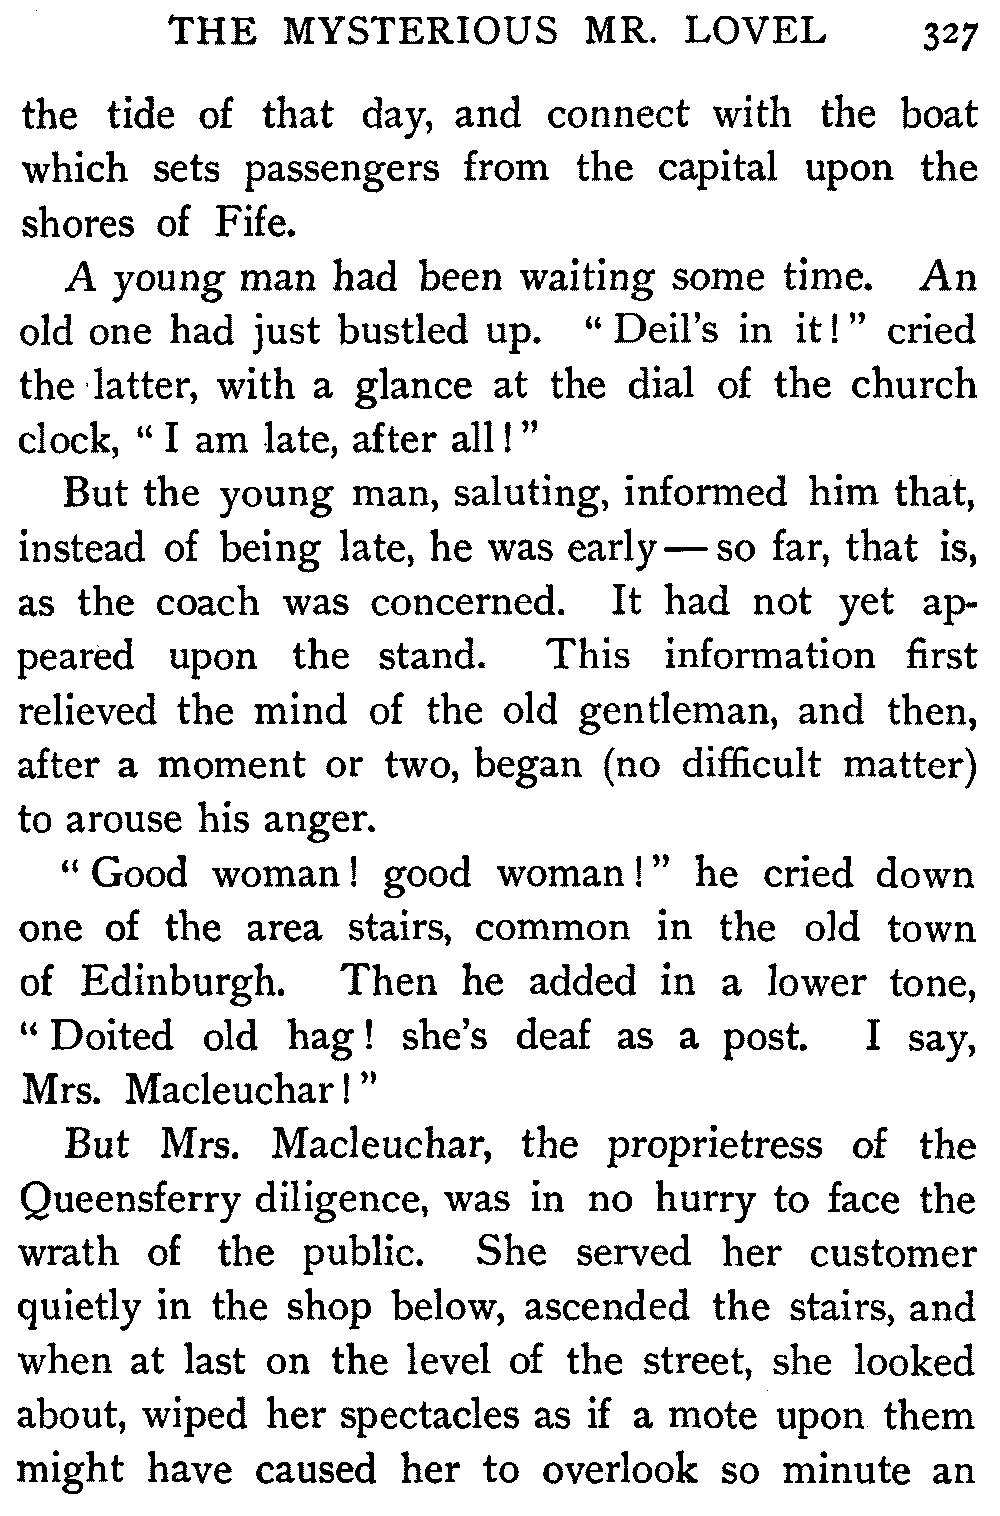 THE MYSTERIOUS MR. LOVEL 327
the tide of that day, and connect with the boat
which sets passengers from the capital upon the
shores of Fife.
A young man had been waiting some time. An
old one had just bustled up. “Deil's in it!” cried
the latter, with a glance at the dial of the church
clock, “I am late, after all!”
But the young man, saluting, informed him that,
instead of being late, he was early—so far, that is,
as the coach was concerned. It had not yet ap-
peared upon the stand. This information first
relieved the mind of the old gentleman, and then,
after a moment or two, began (no difficult matter)
to arouse his anger.
“Good woman! good woman!” he cried down
one of the area stairs, common in the old town
of Edinburgh. Then he added in a lower tone,
“Doited old hag! she's deaf as a post. I say,
Mrs. Macleuchar!”
But Mrs. Macleuchar, the proprietress of the
Queensferry diligence, was in no hurry to face the
wrath of the public. She served her customer
quietly in the shop below, ascended the stairs, and
when at last on the level of the street, she looked
about, wiped her spectacles as if a mote upon them
might have caused her to overlook so minute an